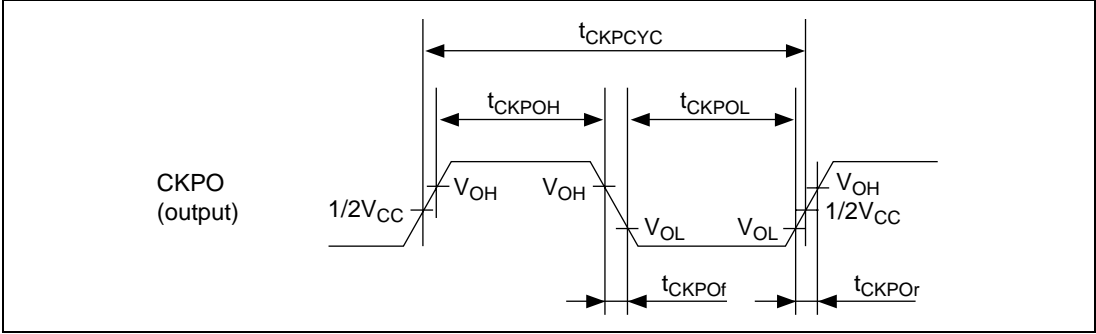 tCKPCYC
tCKPOH
tCKPOL
CKPO
(output)
VOH
VOH
VOH
1/2VCC
1/2VCC
VOL
VOL
tCKPOf
tCKPOr